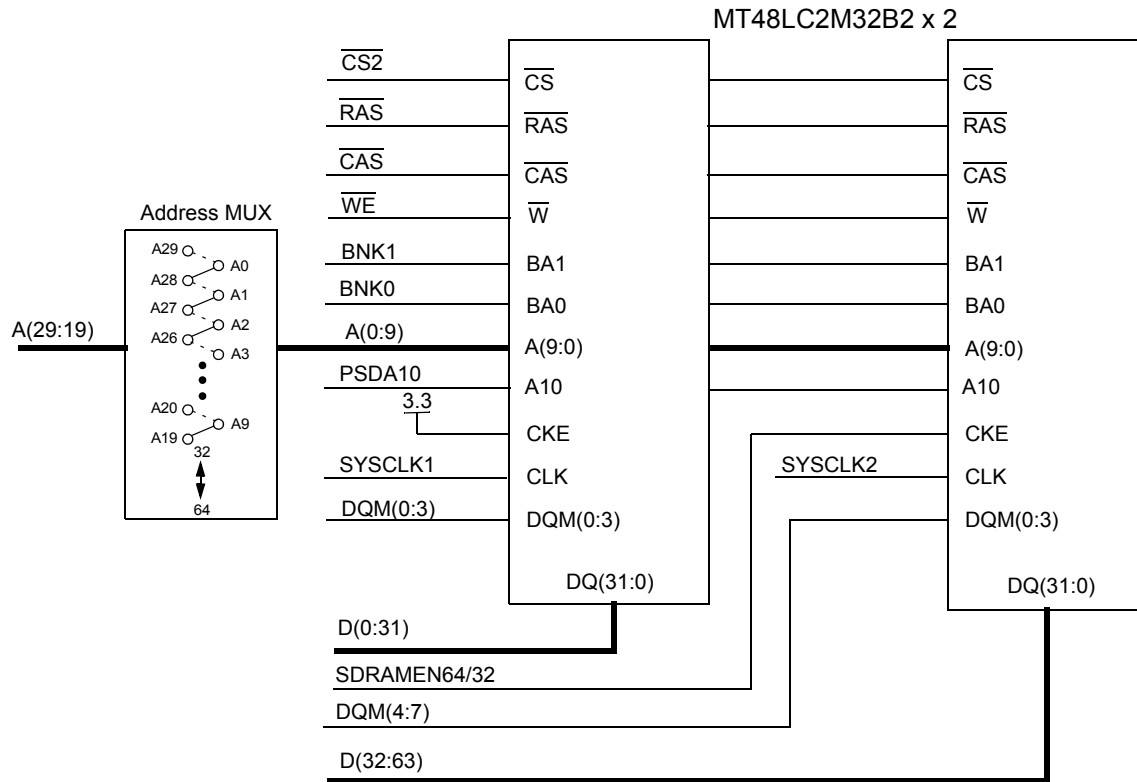 MT48LC2M32B2 x 2
CS2
CS
CS
RAS
RAS
RAS
CAS
CAS
CAS
WE
W
W
Address MUX
BNK1
BA1
BA1
BNK0
BA0
BA0
A29
A0
A28
A1
A27
A2
A26
A3
A20
A9
A19
32
64
A(29:19)
A(0:9)
A(9:0)
A(9:0)
PSDA10
A10
A10
3.3
CKE
CKE
SYSCLK1
CLK
SYSCLK2
CLK
DQM(0:3)
DQM(0:3)
DQM(0:3)
DQ(31:0)
DQ(31:0)
D(0:31)
SDRAMEN64/32
DQM(4:7)
D(32:63)